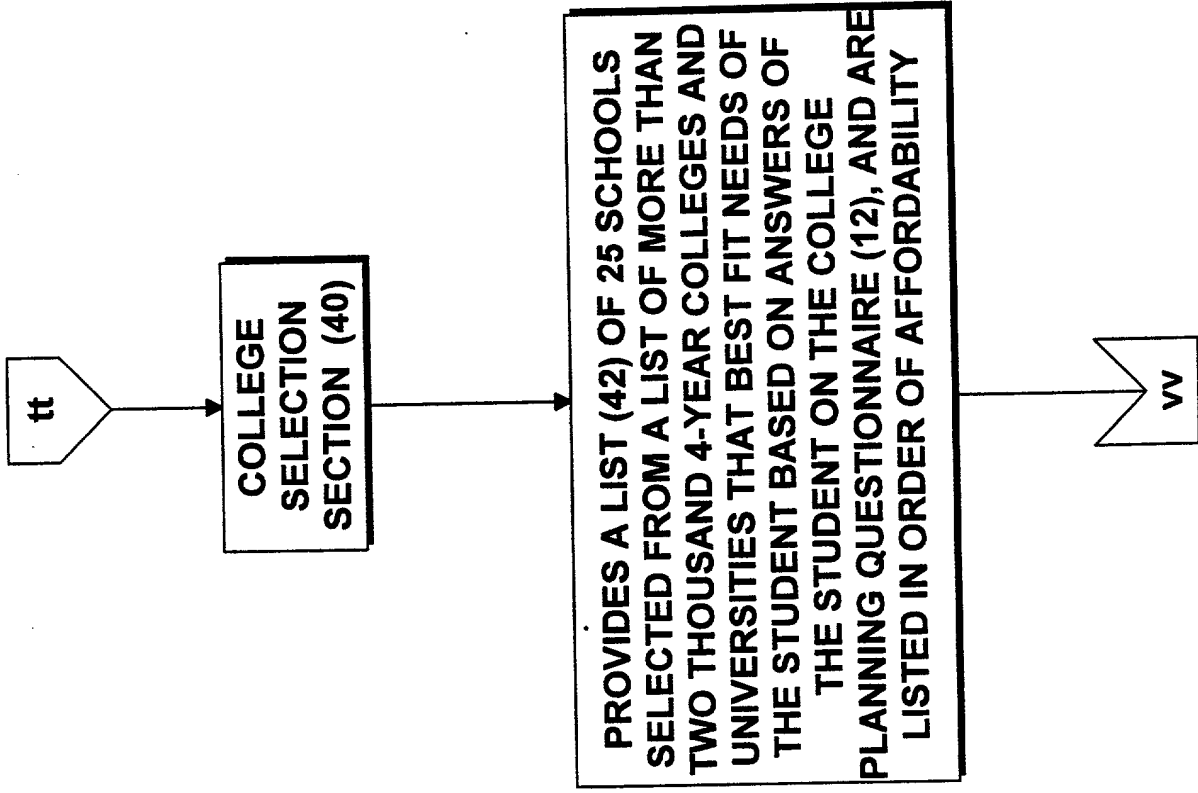 tt
COLLEGE
SELECTION
SECTION (40)
PROVIDES A LIST (42) OF 25 SCHOOLS
SELECTED FROM A LIST OF MORE THAN
TWO THOUSAND 4-YEAR COLLEGES AND
UNIVERSITIES THAT BEST FIT NEEDS OF
THE STUDENT BASED ON ANSWERS OF
THE STUDENT ON THE COLLEGE
PLANNING QUESTIONNAIRE (12), AND ARE
LISTED IN ORDER OF AFFORDABILITY
vv